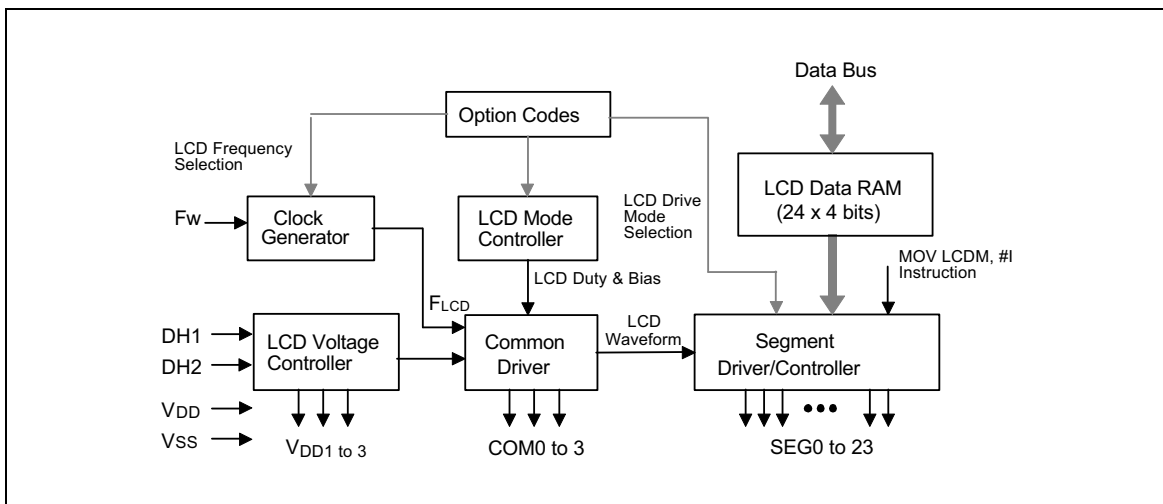 Data Bus
Option Codes
LCD Frequency
Selection
LCD Data RAM
(24 x 4 bits)
LCD Drive
Mode
Selection
Fw
Clock
Generator
LCD Mode
Controller
MOV LCDM, #I
Instruction
LCD Duty & Bias
FLCD
DH1
DH2
VDD
VSS
LCD Voltage
Controller
Common
Driver
LCD
Waveform
Segment
Driver/Controller
VDD1 to 3
COM0 to 3
SEG0 to 23